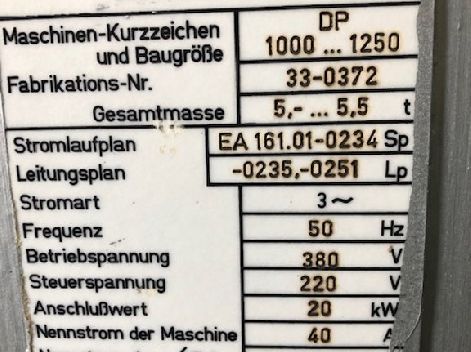 Maschinen-Kurzzeichen DP
und Baugröße 1000 ... 1250
Fabrikations-Nr. 33-0372
Gesamtmasse 5,- ... 5,5 t
Stromlaufplan EA 161.01-0234 Sp
Leitungsplan -0235,-0251 Lp
Stromart 3~
Frequenz 50 Hz
Betriebspannung 380 V
Steuerspannung 220 V
Anschlußwert 20 kW
Nennstrom der Maschine 40 A